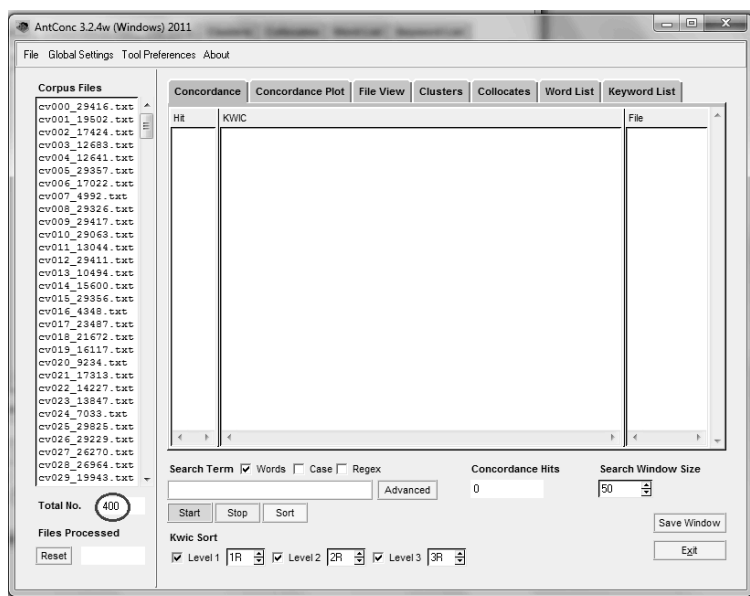 AntConc 3.2.4w (Windows) 2011
File Global Settings Tool Preferences About
Corpus Files
cv000_29416.txt
cv001_19502.txt
cv002_17424.txt
cv003_12683.txt
cv004_12641.txt
cv005_29357.txt
cv006_17022.txt
cv007_4992.txt
cv008_29326.txt
cv009_29417.txt
cv010_29063.txt
cv011_13044.txt
cv012_29411.txt
cv013_10494.txt
cv014_15600.txt
cv015_29356.txt
cv016_4348.txt
cv017_23487.txt
cv018_21672.txt
cv019_16117.txt
cv020_9234.txt
cv021_17313.txt
cv022_14227.txt
cv023_13847.txt
cv024_7033.txt
cv025_29825.txt
cv026_29229.txt
cv027_26270.txt
cv028_26964.txt
cv029_19943.txt
Total No. 400
Files Processed
Reset
Concordance Concordance Plot File View Clusters Collocates Word List Keyword List
Hit KWIC File
Search Term Words Case Regex Concordance Hits Search Window Size
Advanced 0 50
Start Stop Sort
Save Window
Kwic Sort
Level 1 1R Level 2 2R Level 3 3R
Exit